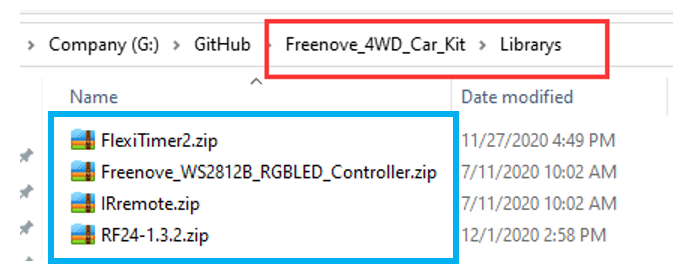 › Company (G:) › GitHub › Freenove_4WD_Car_Kit › Librarys
Name Date modified
FlexiTimer2.zip 11/27/2020 4:49 PM
Freenove_WS2812B_RGBLED_Controller.zip 7/11/2020 10:02 AM
IRremote.zip 7/11/2020 10:02 AM
RF24-1.3.2.zip 12/1/2020 2:58 PM